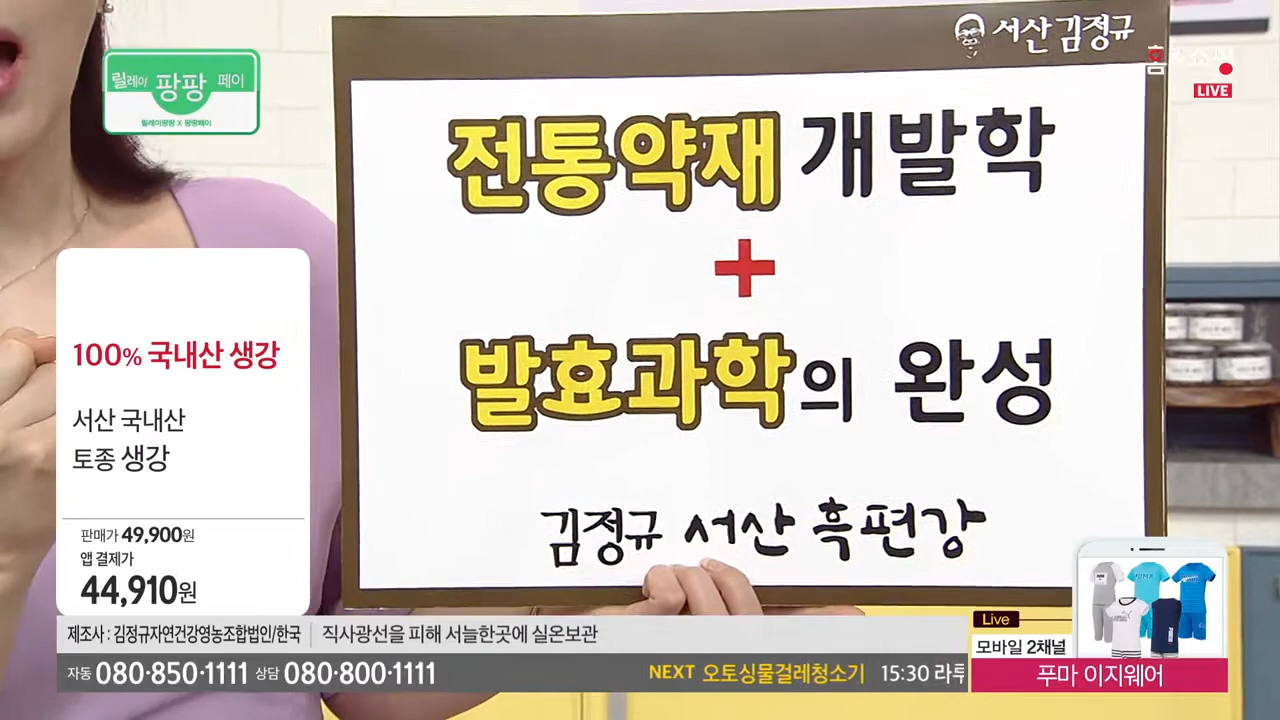 릴레이 팡팡 페이
릴레이팡팡 X 팡팡페이
서산 김정규
홈&쇼핑
LIVE
전통약재 개발학
+
발효과학의 완성
김정규 서산 흑편강
100% 국내산 생강
서산 국내산
토종 생강
판매가 49,900원
앱 결제가
44,910원
제조사 : 김정규자연건강영농조합법인/한국 직사광선을 피해 서늘한곳에 실온보관
자동 080·850·1111 상담 080·800·1111 NEXT 오토싱물걸레청소기 15:30 라루
Live
모바일 2채널
푸마 이지웨어